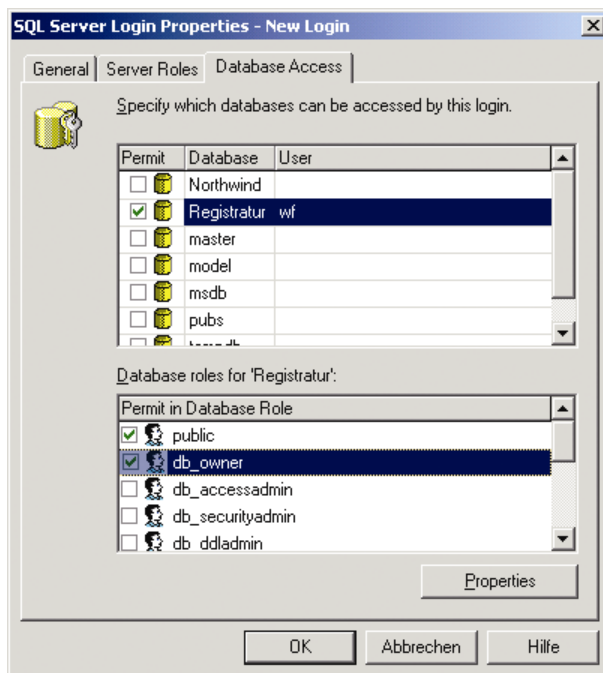 SQL Server Login Properties - New Login
General Server Roles Database Access
Specify which databases can be accessed by this login.
Permit Database User
Northwind
Registratur wf
master
model
msdb
pubs
tempdb
Database roles for 'Registratur':
Permit in Database Role
public
db_owner
db_accessadmin
db_securityadmin
db_ddladmin
Properties
OK Abbrechen Hilfe